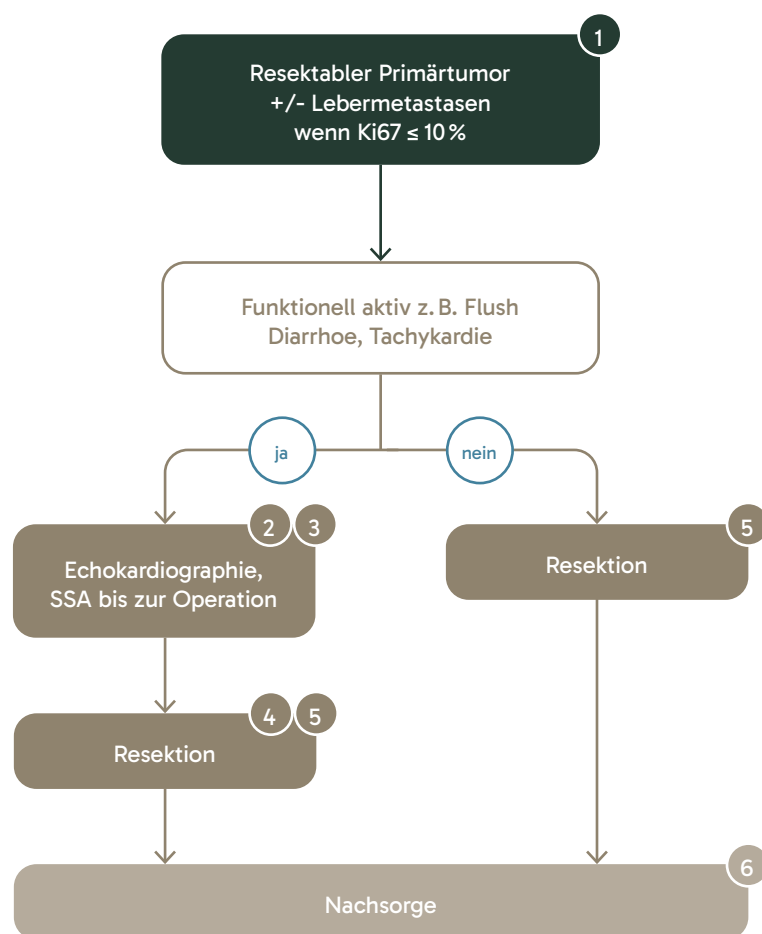 1
Resektabler Primärtumor
+/- Lebermetastasen
wenn Ki67 ≤ 10 %
Funktionell aktiv z. B. Flush
Diarrhoe, Tachykardie
ja
nein
2 3
Echokardiographie,
SSA bis zur Operation
5
Resektion
4 5
Resektion
6
Nachsorge